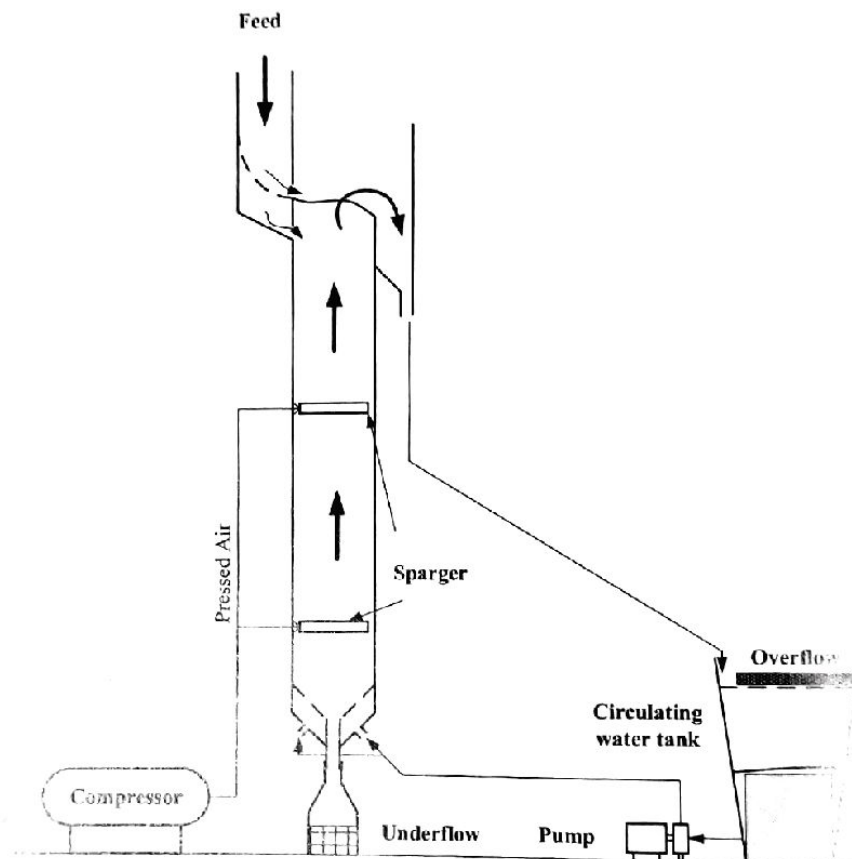 Feed
Pressed Air
Sparger
Overflow
Circulating
water tank
Compressor
Underflow
Pump